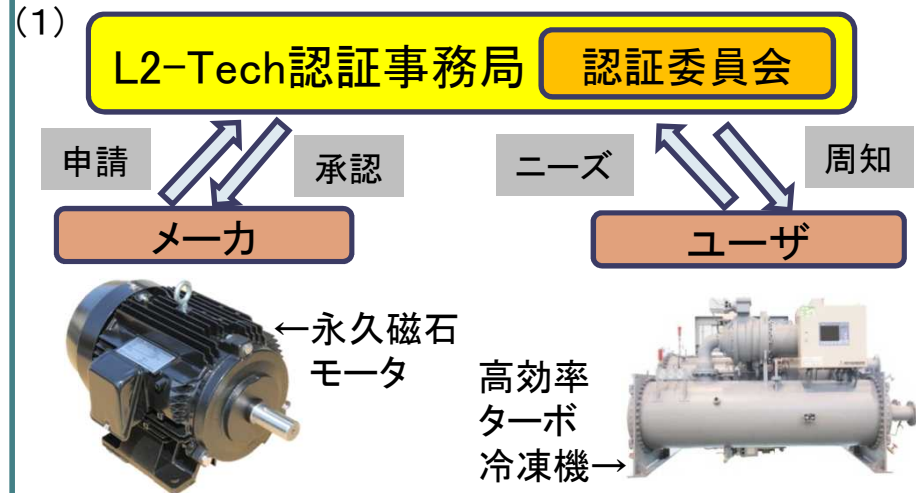 (1)
L2-Tech認証事務局 認証委員会
申請 承認 ニーズ 周知
メーカ ユーザ
←永久磁石
モータ
高効率
ターボ
冷凍機→